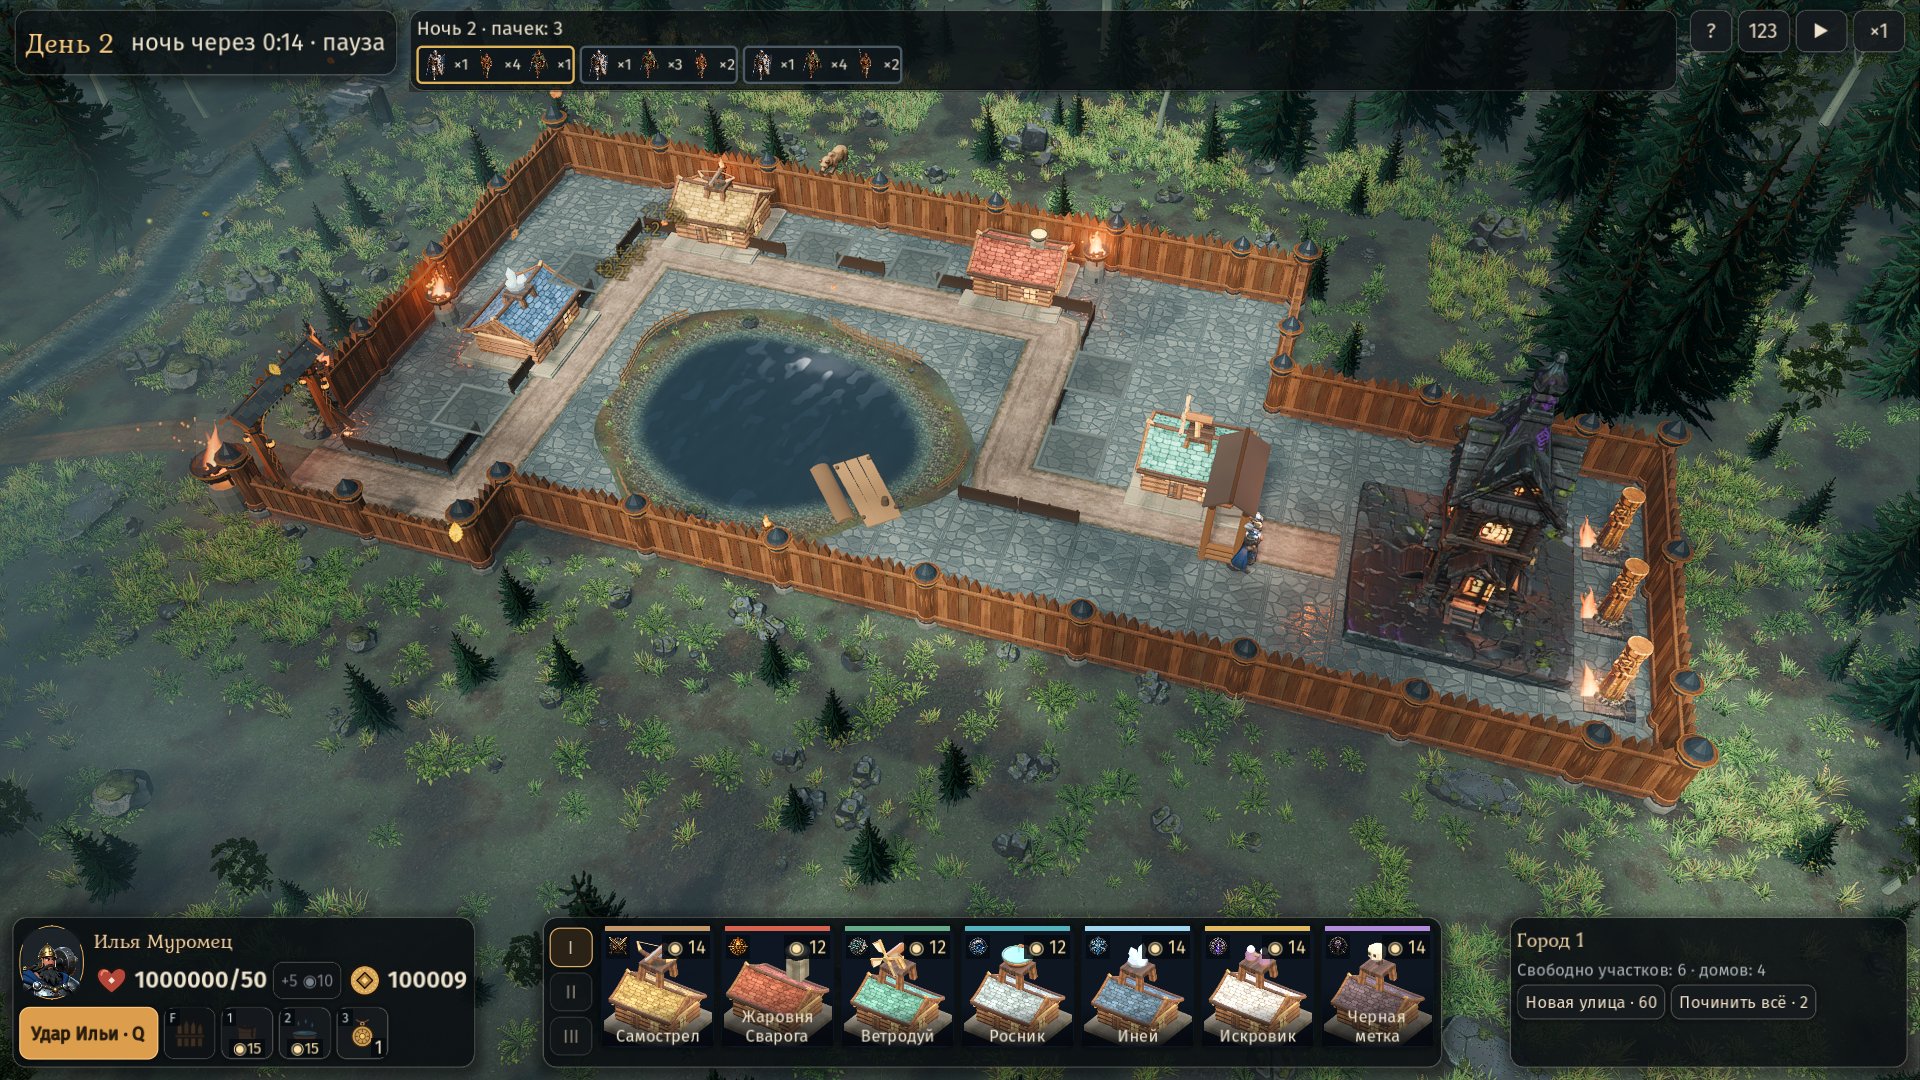 День 2 ночь через 0:14 · пауза
Ночь 2 · пачек: 3
×1 ×4 ×1 ×1 ×3 ×2 ×1 ×4 ×2
? 123 ×1
Илья Муромец
1000000/50 +5 10 100009
Удар Ильи · Q
F
1 15
2 15
3 1
I
II
III
14 12 12 12 14 14 14
Самострел
Жаровня Сварога
Ветродуй
Росник
Иней
Искровик
Черная метка
Город 1
Свободно участков: 6 · домов: 4
Новая улица · 60 Починить всё · 2